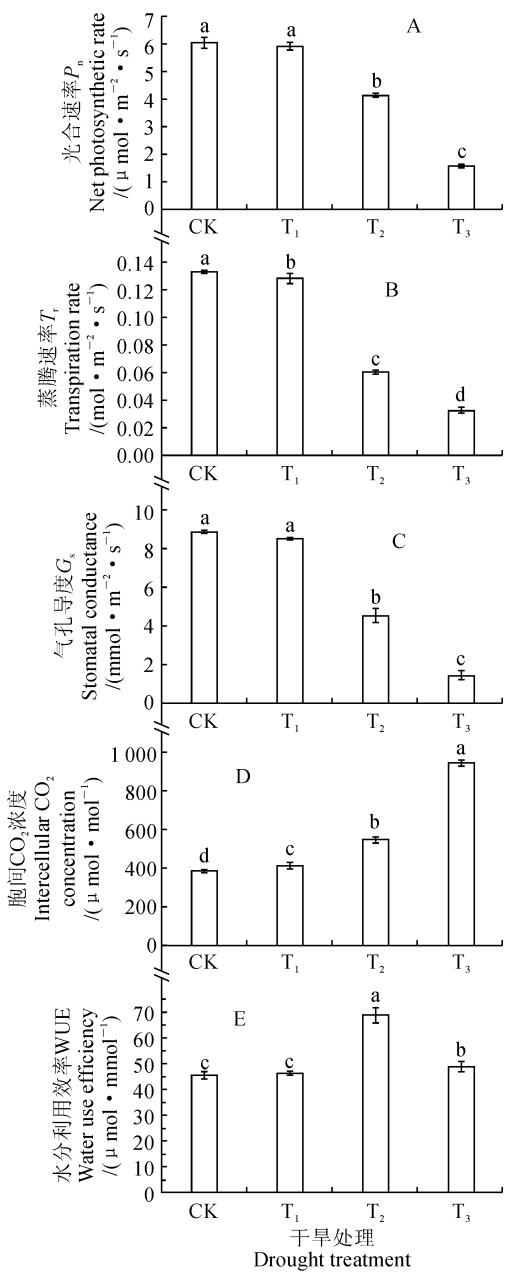 光合速率Pn
Net photosynthetic rate
/(μmol·m−2·s−1)
7
6
5
4
3
2
1
0
a
a
b
c
A
CK
T1
T2
T3
蒸腾速率Tr
Transpiration rate
/(mol·m−2·s−1)
0.14
0.12
0.10
0.08
0.06
0.04
0.02
0.00
a
b
c
d
B
CK
T1
T2
T3
气孔导度Gs
Stomatal conductance
/(mmol·m−2·s−1)
10
8
6
4
2
0
a
a
b
c
C
CK
T1
T2
T3
胞间CO2浓度
Intercellular CO2
concentration
/(μmol·mol−1)
1 000
800
600
400
200
0
d
c
b
a
D
CK
T1
T2
T3
水分利用效率WUE
Water use efficiency
/(μmol·mmol−1)
70
60
50
40
30
20
10
0
c
c
a
b
E
CK
T1
T2
T3
干旱处理
Drought treatment